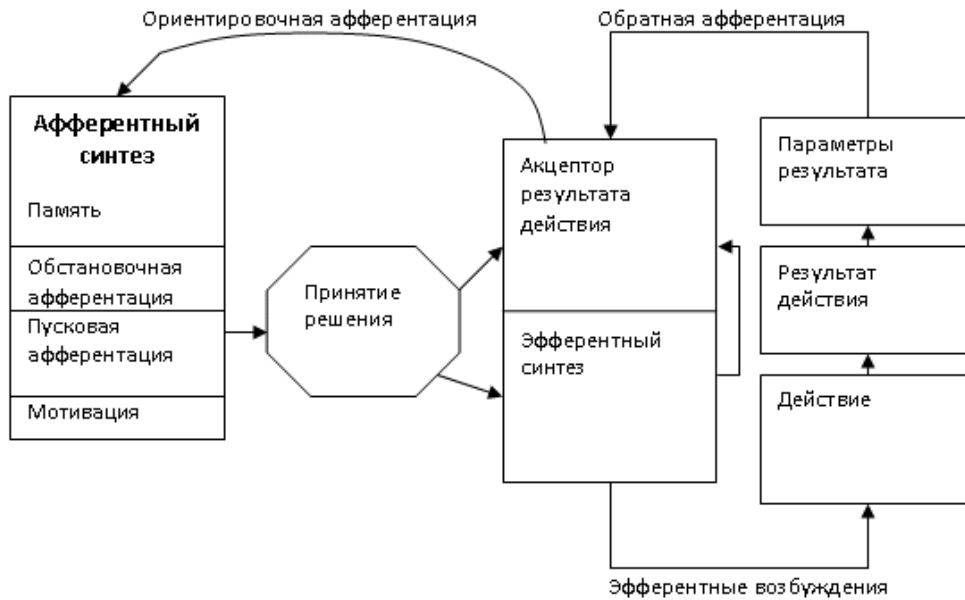 Ориентировочная афферентация
Обратная афферентация
Афферентный
синтез
Память
Обстановочная
афферентация
Пусковая
афферентация
Мотивация
Принятие
решения
Акцептор
результата
действия
Эфферентный
синтез
Параметры
результата
Результат
действия
Действие
Эфферентные возбуждения